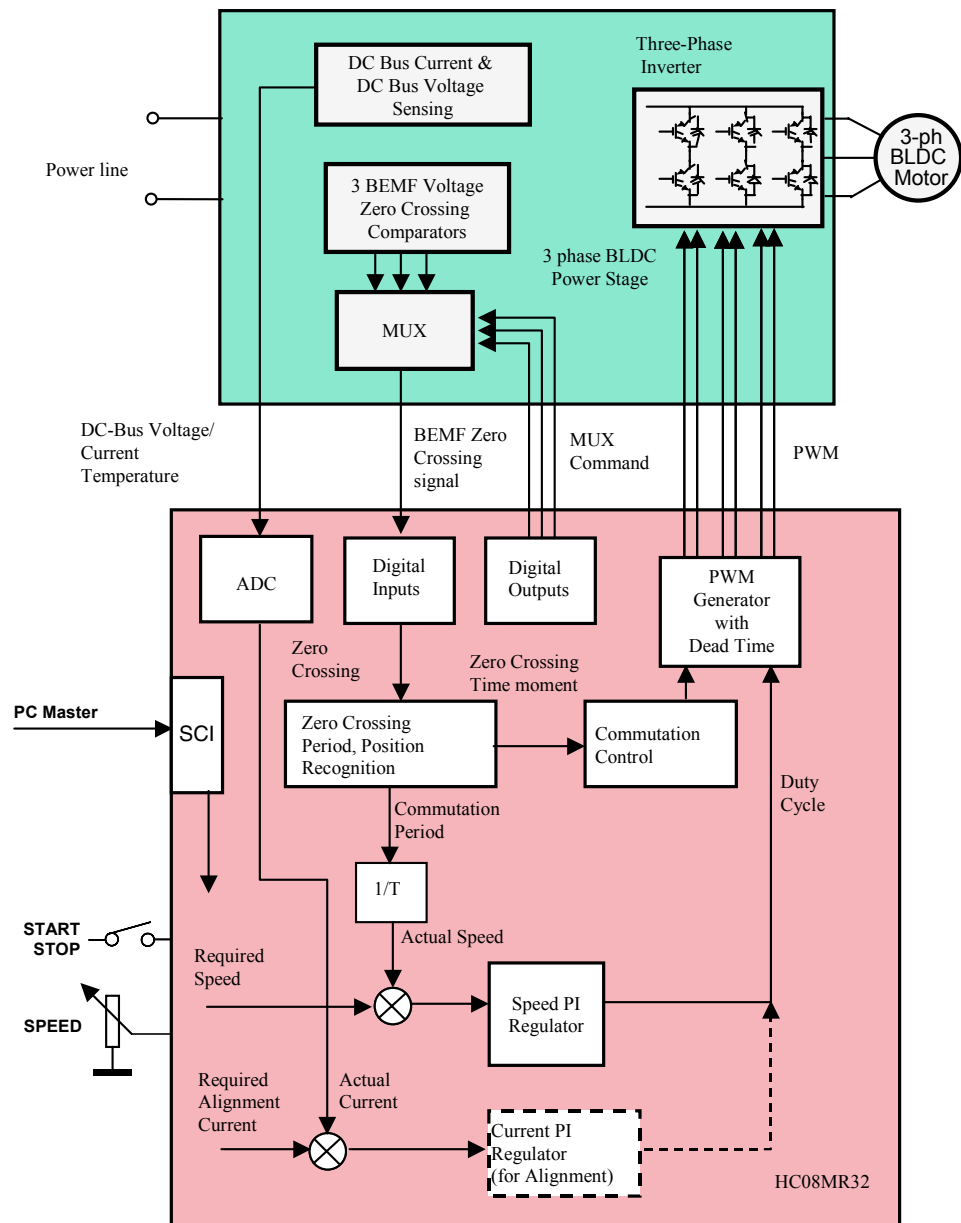 Three-Phase
Inverter
DC Bus Current &
DC Bus Voltage
Sensing
3-ph
BLDC
Motor
Power line
3 BEMF Voltage
Zero Crossing
Comparators
3 phase BLDC
Power Stage
MUX
DC-Bus Voltage/
Current
Temperature
BEMF Zero
Crossing
signal
MUX
Command
PWM
ADC
Digital
Inputs
Digital
Outputs
PWM
Generator
with
Dead Time
Zero
Crossing
Zero Crossing
Time moment
PC Master
SCI
Zero Crossing
Period, Position
Recognition
Commutation
Control
Duty
Cycle
Commutation
Period
1/T
START
STOP
Actual Speed
Required
Speed
SPEED
Speed PI
Regulator
Required
Alignment
Current
Actual
Current
Current PI
Regulator
(for Alignment)
HC08MR32